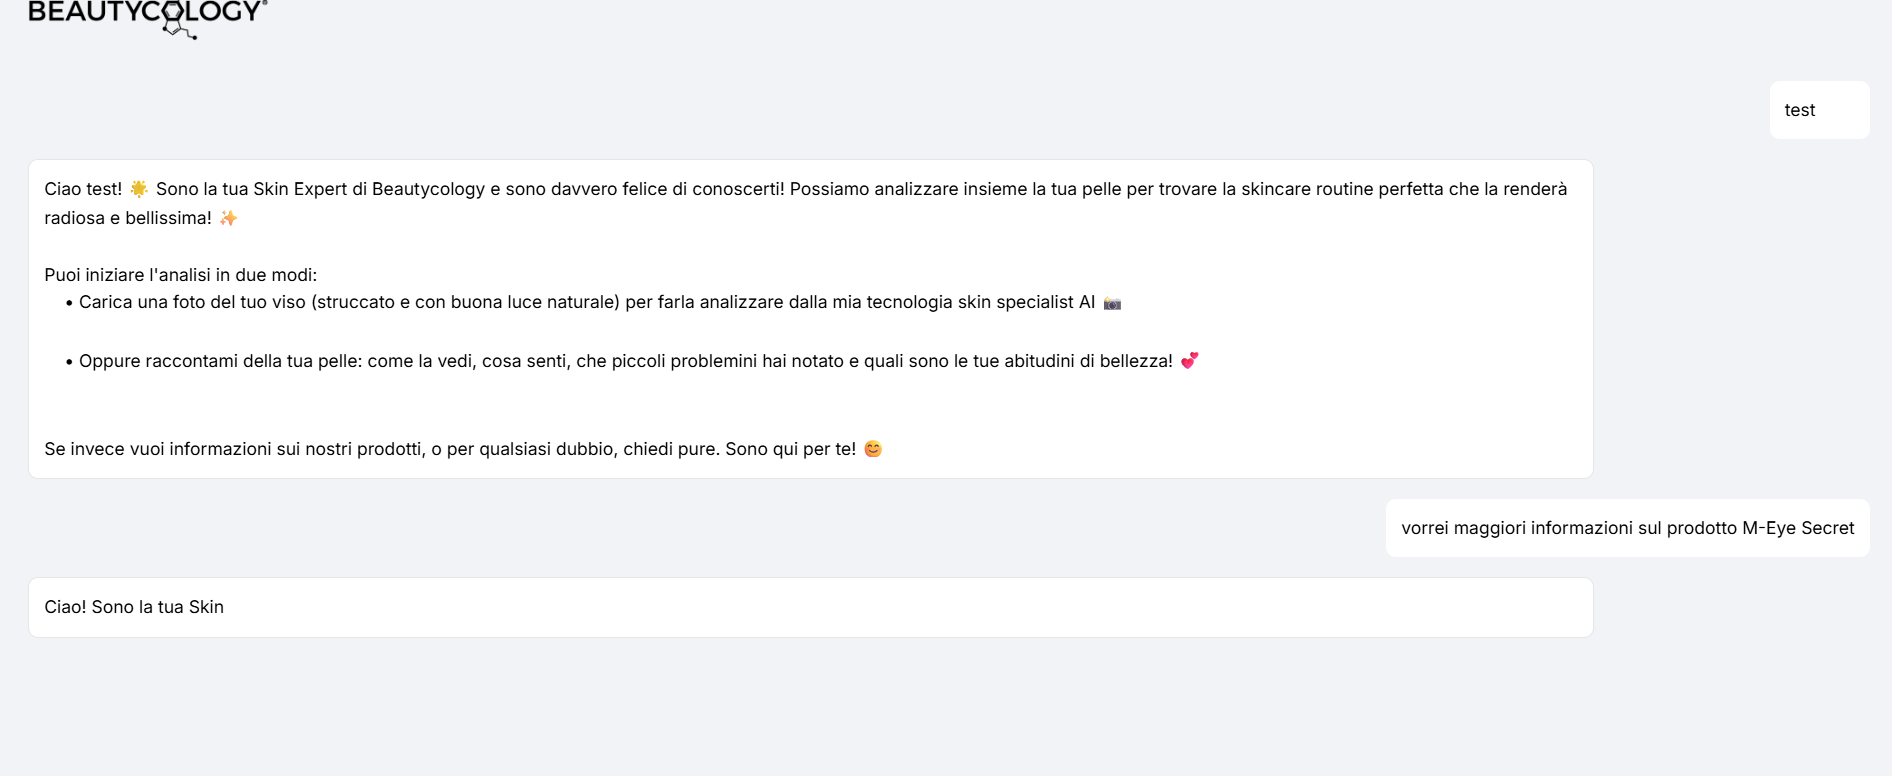 BEAUTYCOLOGY®
test
Ciao test! 🌟 Sono la tua Skin Expert di Beautycology e sono davvero felice di conoscerti! Possiamo analizzare insieme la tua pelle per trovare la skincare routine perfetta che la renderà
radiosa e bellissima! ✨
Puoi iniziare l'analisi in due modi:
• Carica una foto del tuo viso (struccato e con buona luce naturale) per farla analizzare dalla mia tecnologia skin specialist AI 📸
• Oppure raccontami della tua pelle: come la vedi, cosa senti, che piccoli problemini hai notato e quali sono le tue abitudini di bellezza! 💕
Se invece vuoi informazioni sui nostri prodotti, o per qualsiasi dubbio, chiedi pure. Sono qui per te! 😊
vorrei maggiori informazioni sul prodotto M-Eye Secret
Ciao! Sono la tua Skin